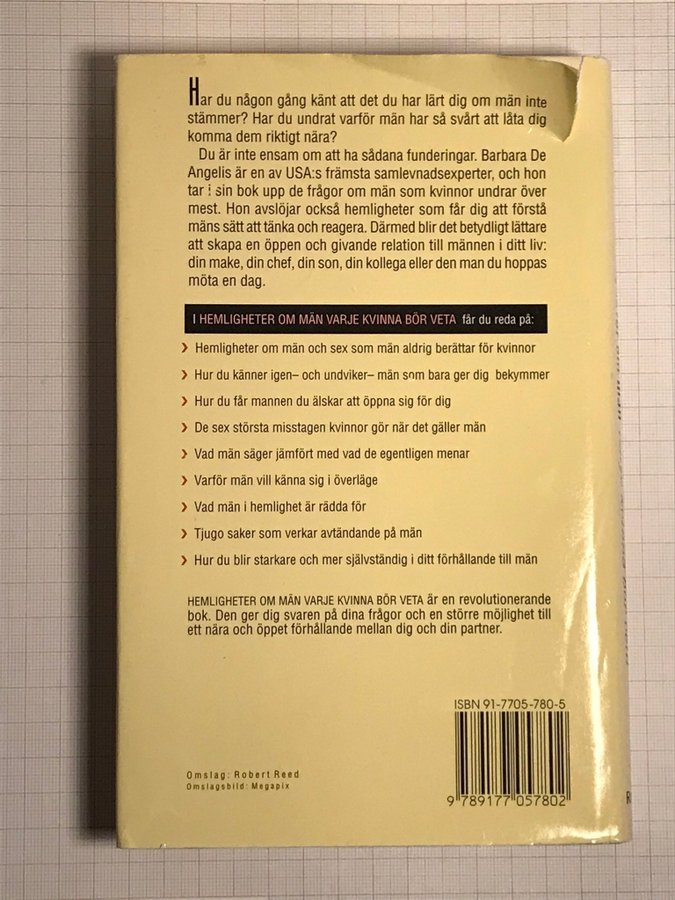 Har du någon gång känt att det du har lärt dig om män inte
stämmer? Har du undrat varför män har så svårt att låta dig
komma dem riktigt nära?
Du är inte ensam om att ha sådana funderingar. Barbara De
Angelis är en av USA:s främsta samlevnadsexperter, och hon
tar i sin bok upp de frågor om män som kvinnor undrar över
mest. Hon avslöjar också hemligheter som får dig att förstå
mäns sätt att tänka och reagera. Därmed blir det betydligt lättare
att skapa en öppen och givande relation till männen i ditt liv:
din make, din chef, din son, din kollega eller den man du hoppas
möta en dag.
I HEMLIGHETER OM MÄN VARJE KVINNA BÖR VETA får du reda på:
› Hemligheter om män och sex som män aldrig berättar för kvinnor
› Hur du känner igen– och undviker– män som bara ger dig bekymmer
› Hur du får mannen du älskar att öppna sig för dig
› De sex största misstagen kvinnor gör när det gäller män
› Vad män säger jämfört med vad de egentligen menar
› Varför män vill känna sig i överläge
› Vad män i hemlighet är rädda för
› Tjugo saker som verkar avtändande på män
› Hur du blir starkare och mer självständig i ditt förhållande till män
HEMLIGHETER OM MÄN VARJE KVINNA BÖR VETA är en revolutionerande
bok. Den ger dig svaren på dina frågor och en större möjlighet till
ett nära och öppet förhållande mellan dig och din partner.
ISBN 91-7705-780-5
9 789177 057802
Omslag: Robert Reed
Omslagsbild: Megapix